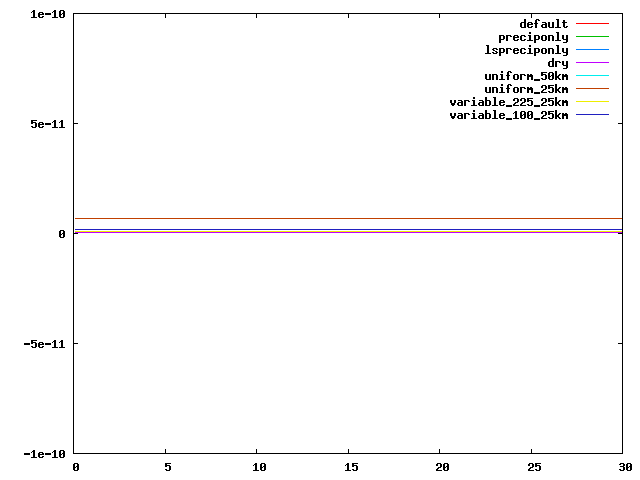 1e-10
default
preciponly
lspreciponly
dry
uniform_50km
uniform_25km
variable_225_25km
variable_100_25km
5e-11
0
-5e-11
-1e-10
0 5 10 15 20 25 30